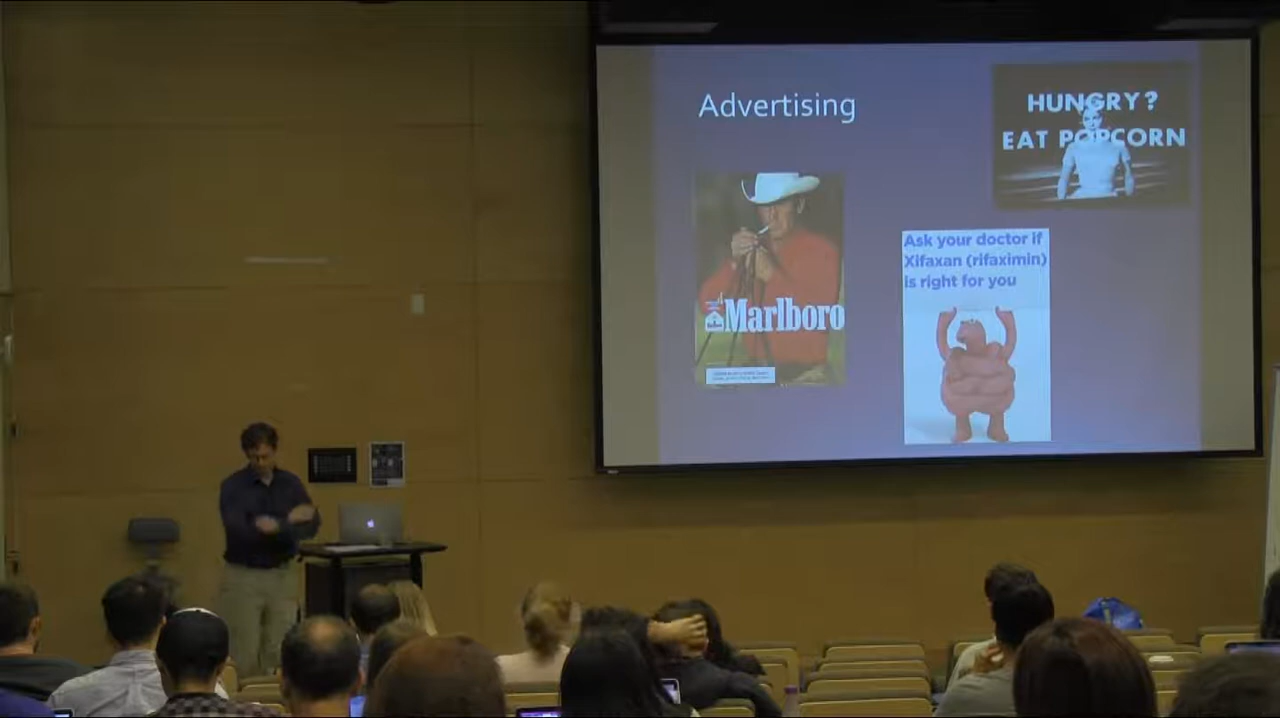 Advertising
HUNGRY?
EAT POPCORN
Marlboro
Ask your doctor if
Xifaxan (rifaximin)
is right for you